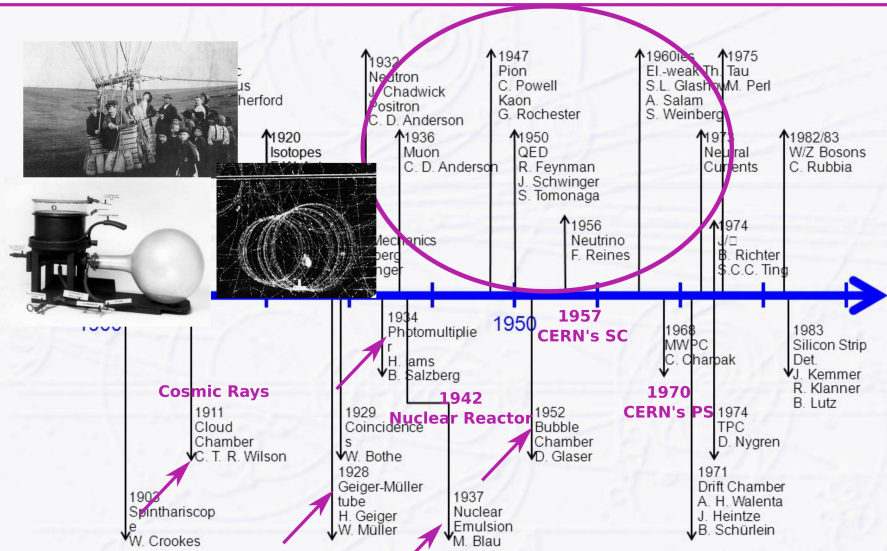 us
herford
1920
Isotopes
1932
Neutron
J. Chadwick
Positron
C. D. Anderson
1936
Muon
C. D. Anderson
Mechanics
berg
nger
1947
Pion
C. Powell
Kaon
G. Rochester
1950
QED
R. Feynman
J. Schwinger
S. Tomonaga
1956
Neutrino
F. Reines
1960ies
El.-weak Th.
S.L. Glashow
A. Salam
S. Weinberg
1975
Tau
M. Perl
Neutral
Currents
1974
B. Richter
S.C.C. Ting
1982/83
W/Z Bosons
C. Rubbia
1950
1957
CERN's SC
Cosmic Rays
1942
Nuclear Reactor
1970
CERN's PS
1903
Spinthariscop
e
W. Crookes
1911
Cloud
Chamber
C. T. R. Wilson
1928
Geiger-Müller
tube
H. Geiger
W. Müller
1929
Coincidence
s
W. Bothe
1934
Photomultiplie
r
H. Iams
B. Salzberg
1937
Nuclear
Emulsion
M. Blau
1952
Bubble
Chamber
D. Glaser
1968
MWPC
C. Charpak
1971
Drift Chamber
A. H. Walenta
J. Heintze
B. Schürlein
1974
TPC
D. Nygren
1983
Silicon Strip
Det.
J. Kemmer
R. Klanner
B. Lutz